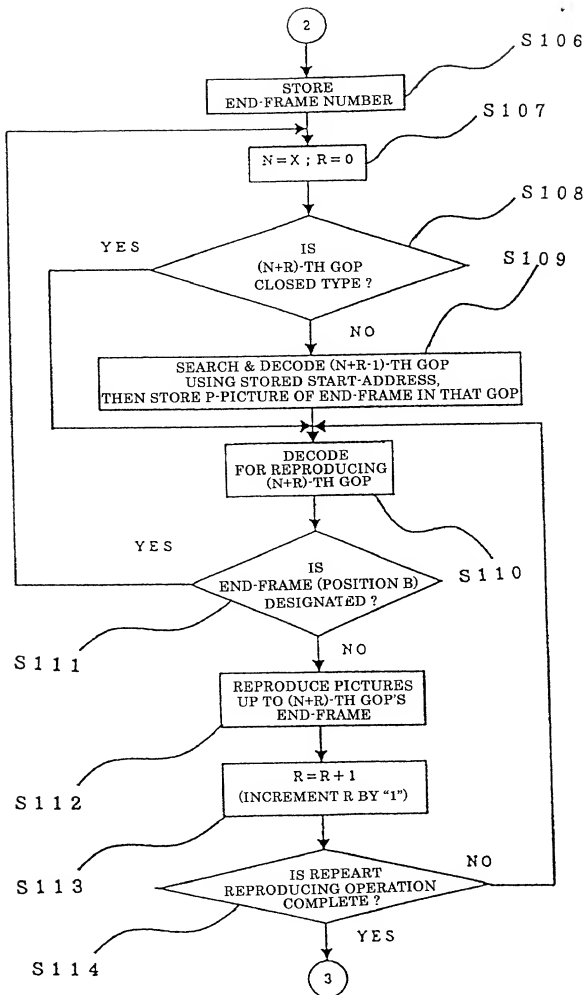 2
S106
STORE
END-FRAME NUMBER
S107
N=X ; R=0
S108
YES
IS
(N+R)-TH GOP
CLOSED TYPE ?
S109
NO
SEARCH & DECODE (N+R-1)-TH GOP
USING STORED START-ADDRESS,
THEN STORE P-PICTURE OF END-FRAME IN THAT GOP
DECODE
FOR REPRODUCING
(N+R)-TH GOP
YES
S110
IS
END-FRAME (POSITION B)
DESIGNATED ?
S111
NO
REPRODUCE PICTURES
UP TO (N+R)-TH GOP'S
END-FRAME
S112
R=R+1
(INCREMENT R BY "1")
S113
NO
IS REPEART
REPRODUCING OPERATION
COMPLETE ?
S114
YES
3